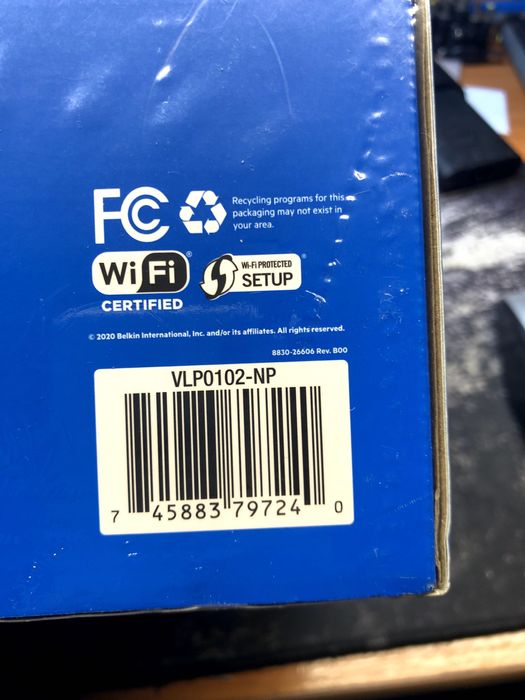 FC
Recycling programs for this
packaging may not exist in
your area.
Wi Fi®
CERTIFIED
Wi-Fi PROTECTED
SETUP®
© 2020 Belkin International, Inc. and/or its affiliates. All rights reserved.
8830-26606 Rev. B00
VLP0102-NP
7 45883 79724 0